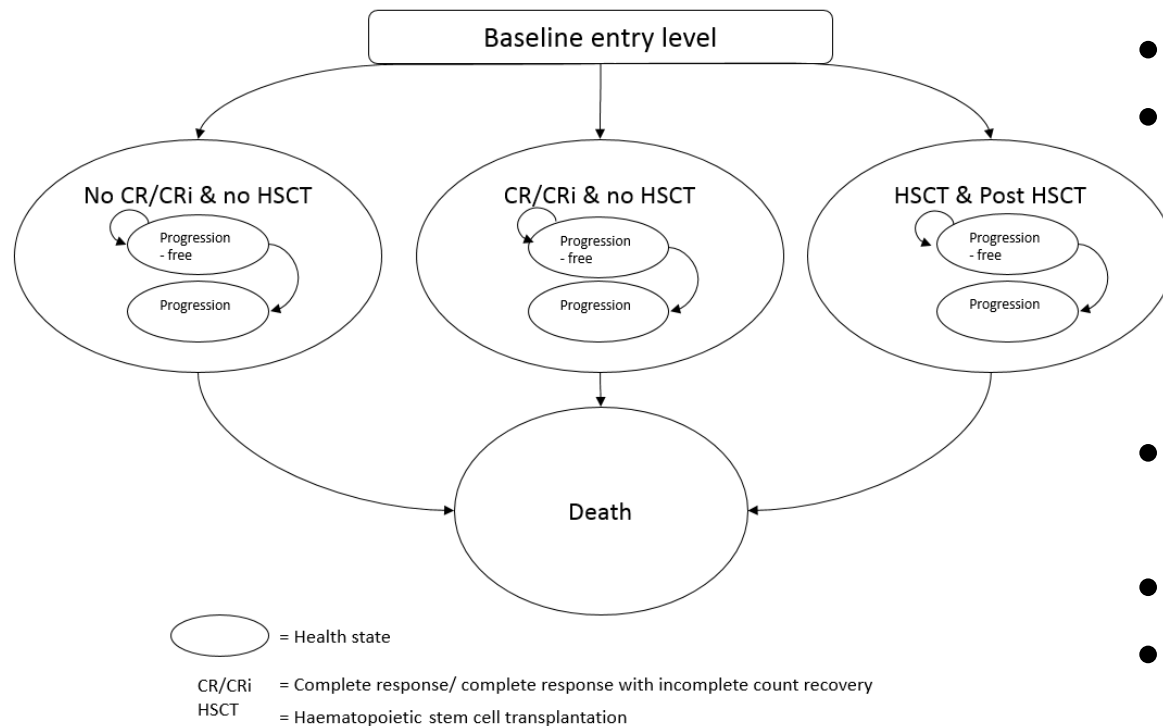 Baseline entry level
No CR/CRi & no HSCT
CR/CRi & no HSCT
HSCT & Post HSCT
Progression
- free
Progression
Progression
- free
Progression
Progression
- free
Progression
Death
= Health state
CR/CRi = Complete response/ complete response with incomplete count recovery
HSCT = Haematopoietic stem cell transplantation